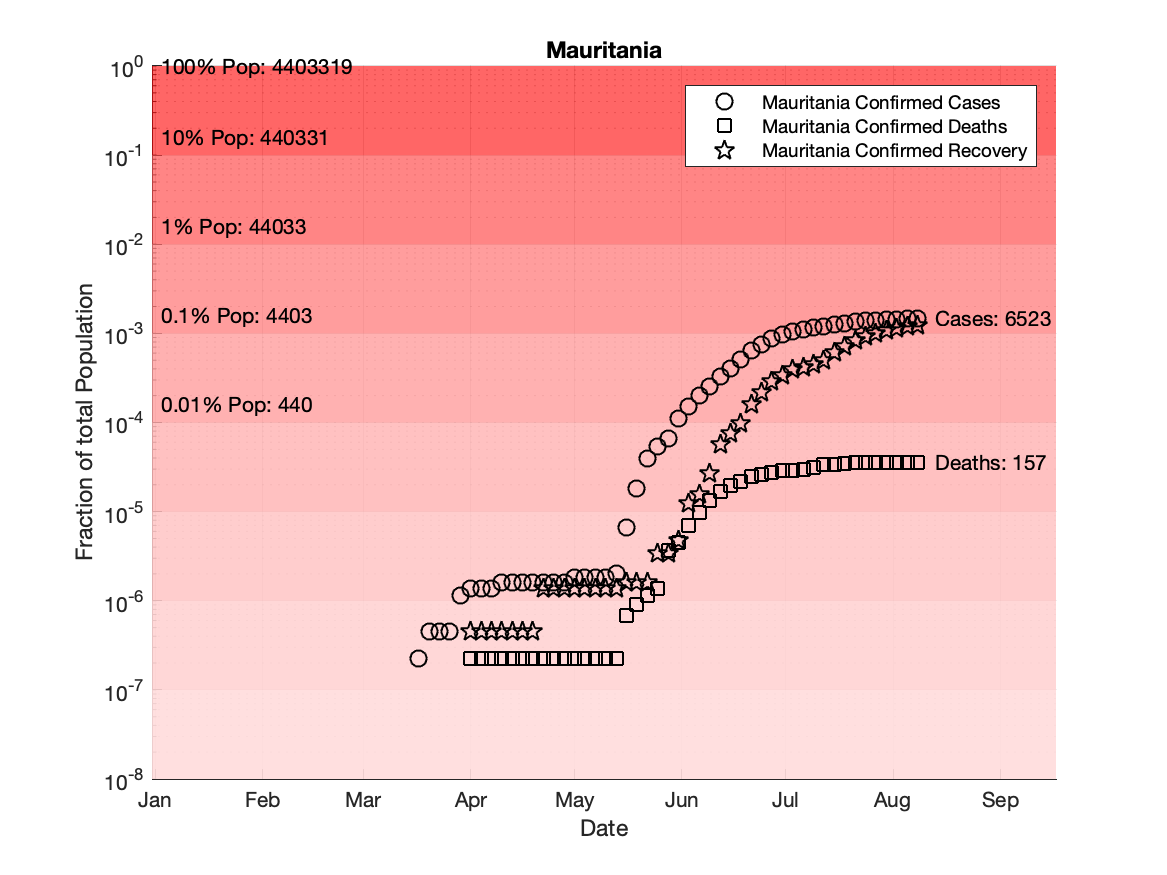 Mauritania
10^0
10^-1
10^-2
10^-3
10^-4
10^-5
10^-6
10^-7
10^-8
Fraction of total Population
100% Pop: 4403319
10% Pop: 440331
1% Pop: 44033
0.1% Pop: 4403
0.01% Pop: 440
Mauritania Confirmed Cases
Mauritania Confirmed Deaths
Mauritania Confirmed Recovery
Cases: 6523
Deaths: 157
Jan Feb Mar Apr May Jun Jul Aug Sep
Date